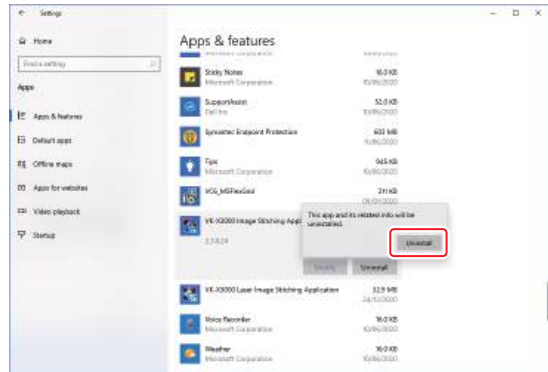 Settings
Home
Apps & features
Find a setting
Microsoft Corporation
Sticky Notes
16.0 KB
Microsoft Corporation
10/06/2020
Apps
SupportAssist
52.0 KB
Dell Inc
10/06/2020
Apps & features
Symantec Endpoint Protection
603 MB
Default apps
Tips
Microsoft Corporation
10/06/2020
Offline maps
Apps for websites
VCG_MSFlexGrid
211 KB
Video playback
VK-X3000 Image Stitching Appl
This app and its related info will be
uninstalled.
Startup
Uninstall
Modify
Uninstall
VK-X3000 Laser Image Stitching Application
32.9 MB
24/12/2020
Voice Recorder
16.0 KB
Microsoft Corporation
10/06/2020
Weather
16.0 KB
Microsoft Corporation
10/06/2020